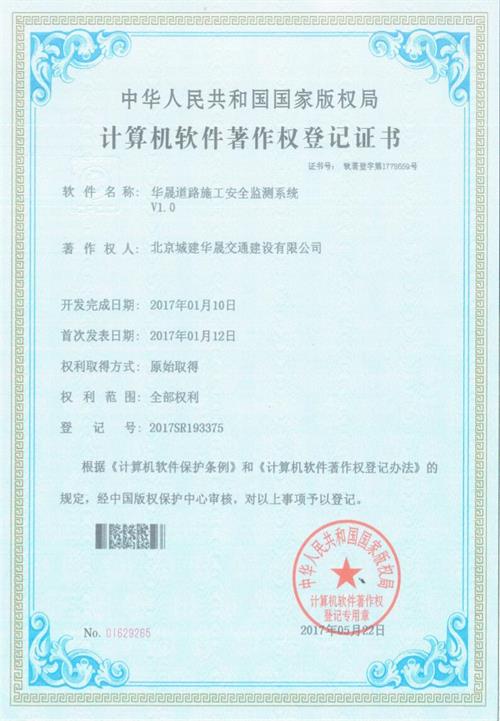 中华人民共和国国家版权局
计算机软件著作权登记证书
证书号： 软著登字第1778659号
软件名称： 华晟道路施工安全监测系统
V1.0
著作权人： 北京城建华晟交通建设有限公司
开发完成日期： 2017年01月10日
首次发表日期： 2017年01月12日
权利取得方式： 原始取得
权利范围： 全部权利
登记号： 2017SR193375
根据《计算机软件保护条例》和《计算机软件著作权登记办法》的
规定，经中国版权保护中心审核，对以上事项予以登记。
中华人民共和国国家版权局
计算机软件著作权
登记专用章
2017年05月22日
No. 01629265